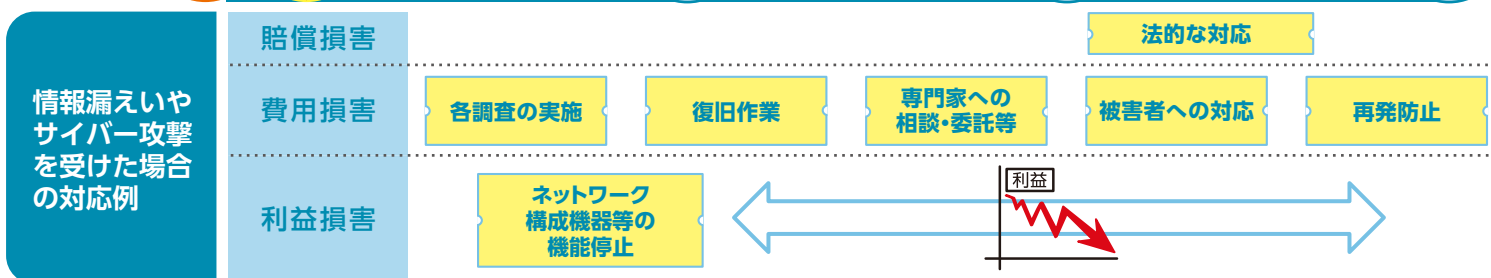 情報漏えいや
サイバー攻撃
を受けた場合
の対応例
賠償損害
法的な対応
費用損害
各調査の実施
復旧作業
専門家への
相談・委託等
被害者への対応
再発防止
利益損害
ネットワーク
構成機器等の
機能停止
利益